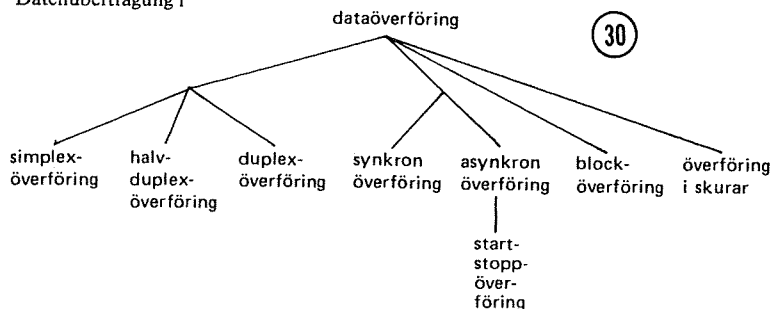 Datenübertragung f
dataöverföring
30
simplex-
överföring
halv-
duplex-
överföring
duplex-
överföring
synkron
överföring
asynkron
överföring
block-
överföring
överföring
i skurar
start-
stopp-
över-
föring